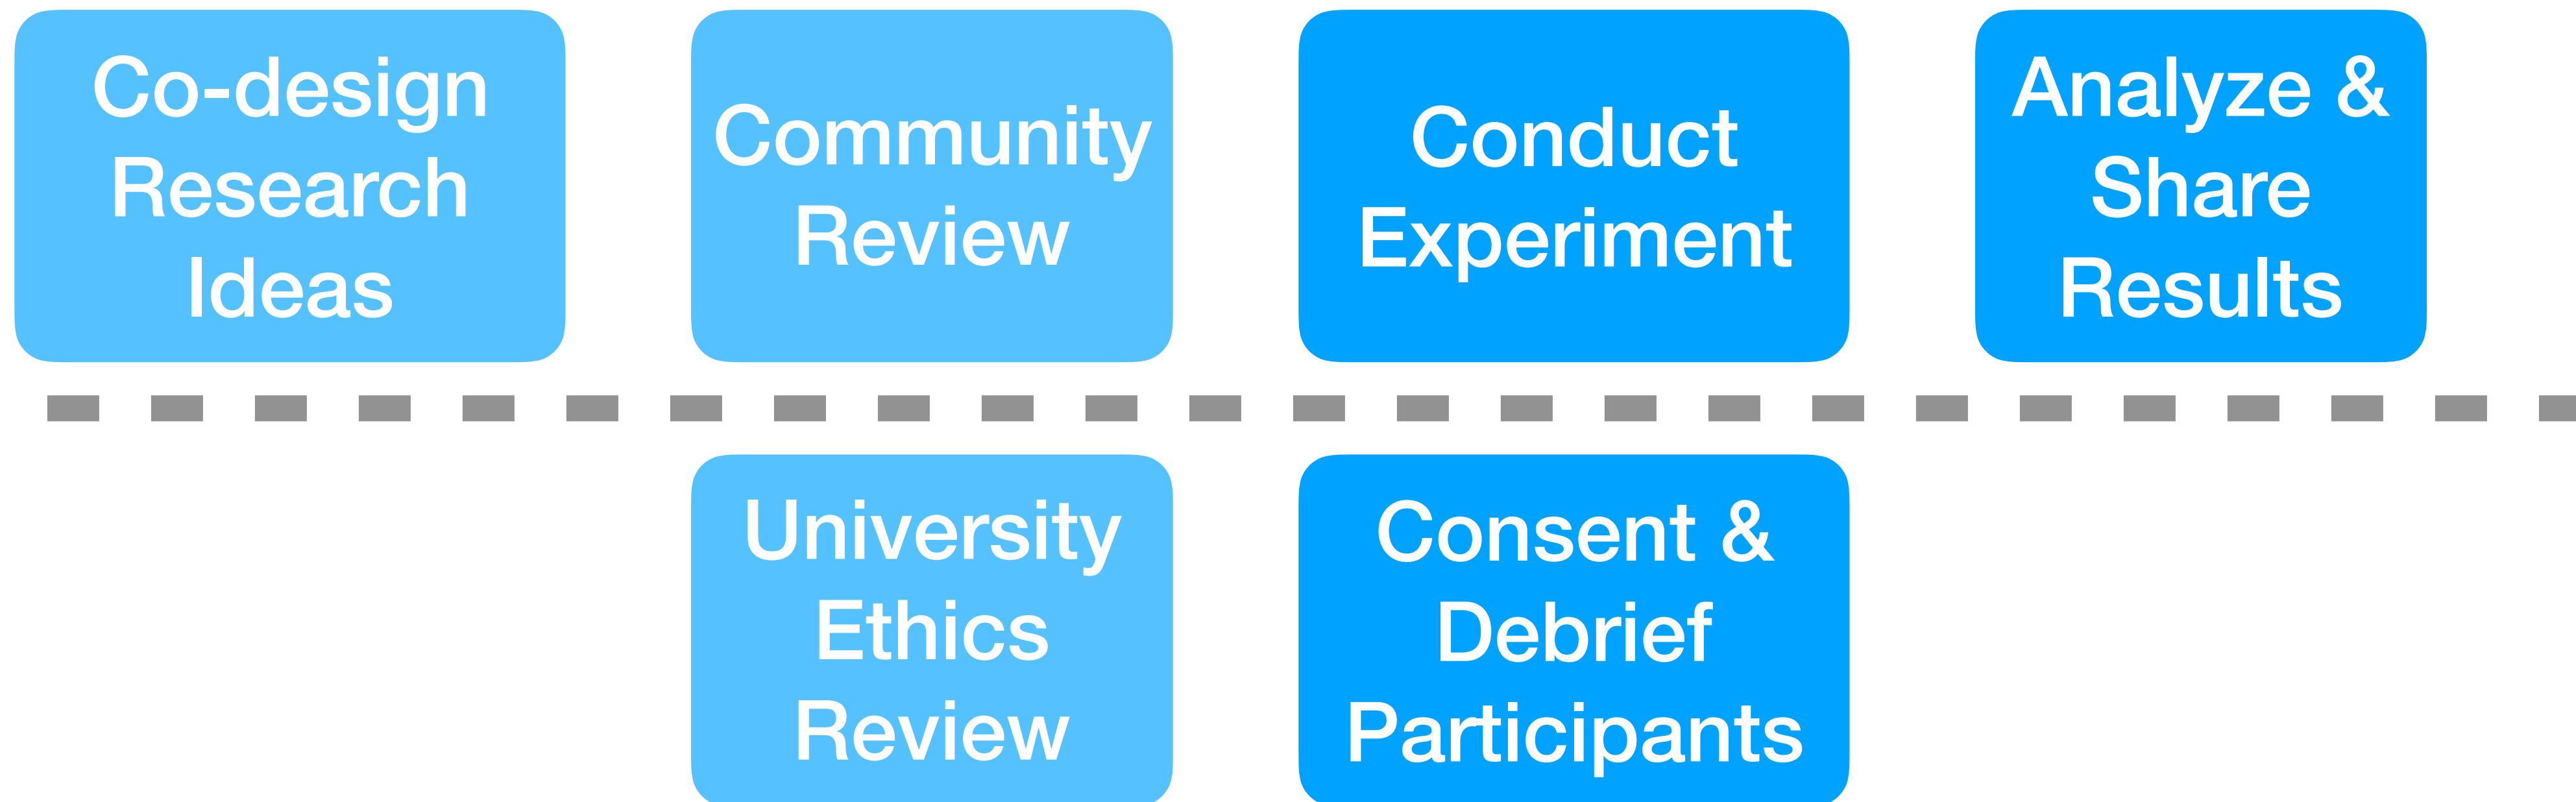 Co-design
Research
Ideas
Community
Review
Conduct
Experiment
Analyze &
Share
Results
University
Ethics
Review
Consent &
Debrief
Participants